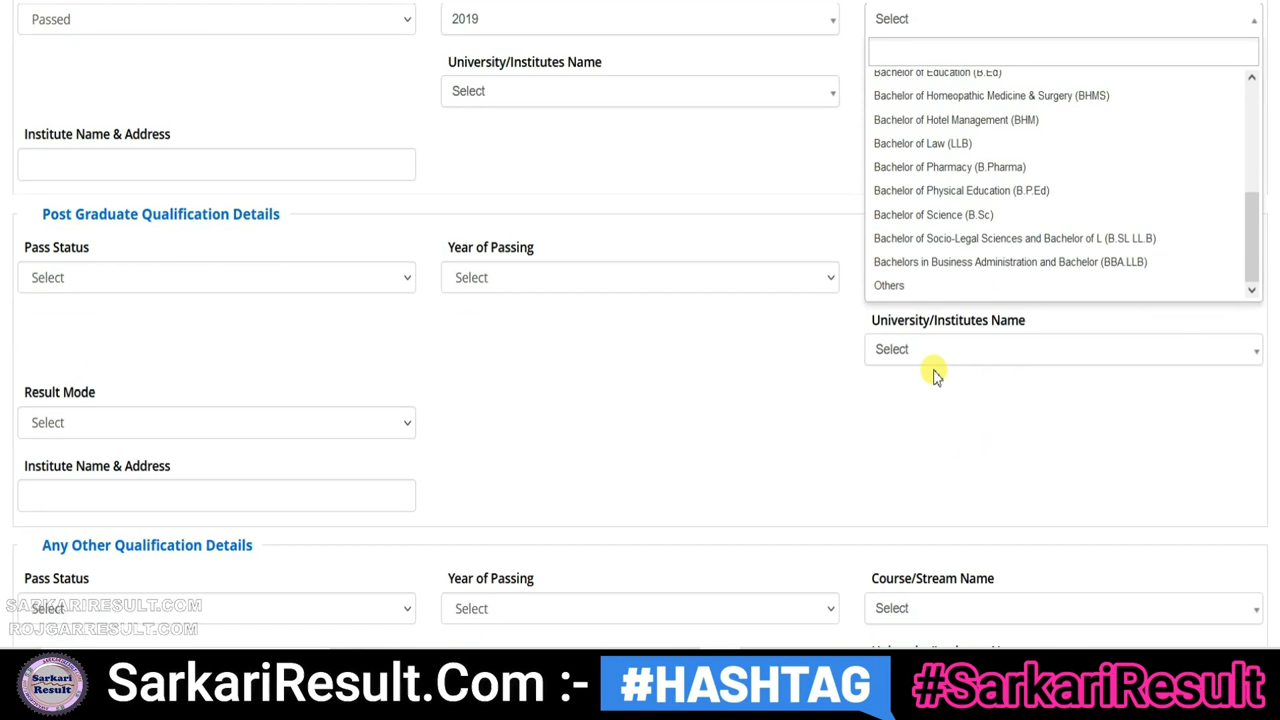 Passed
2019
Select
University/Institutes Name
Select
Bachelor of Education (B.Ed)
Bachelor of Homeopathic Medicine & Surgery (BHMS)
Bachelor of Hotel Management (BHM)
Bachelor of Law (LLB)
Bachelor of Pharmacy (B.Pharma)
Bachelor of Physical Education (B.P.Ed)
Bachelor of Science (B.Sc)
Bachelor of Socio-Legal Sciences and Bachelor of L (B.SL LL.B)
Bachelors in Business Administration and Bachelor (BBA.LLB)
Others
Institute Name & Address
Post Graduate Qualification Details
Pass Status
Select
Year of Passing
Select
University/Institutes Name
Select
Result Mode
Select
Institute Name & Address
Any Other Qualification Details
Pass Status
Select
Year of Passing
Select
Course/Stream Name
Select
SARKARIRESULT.COM
ROJGARRESULT.COM
Sarkari
Result
SarkariResult.Com :- #HASHTAG #SarkariResult